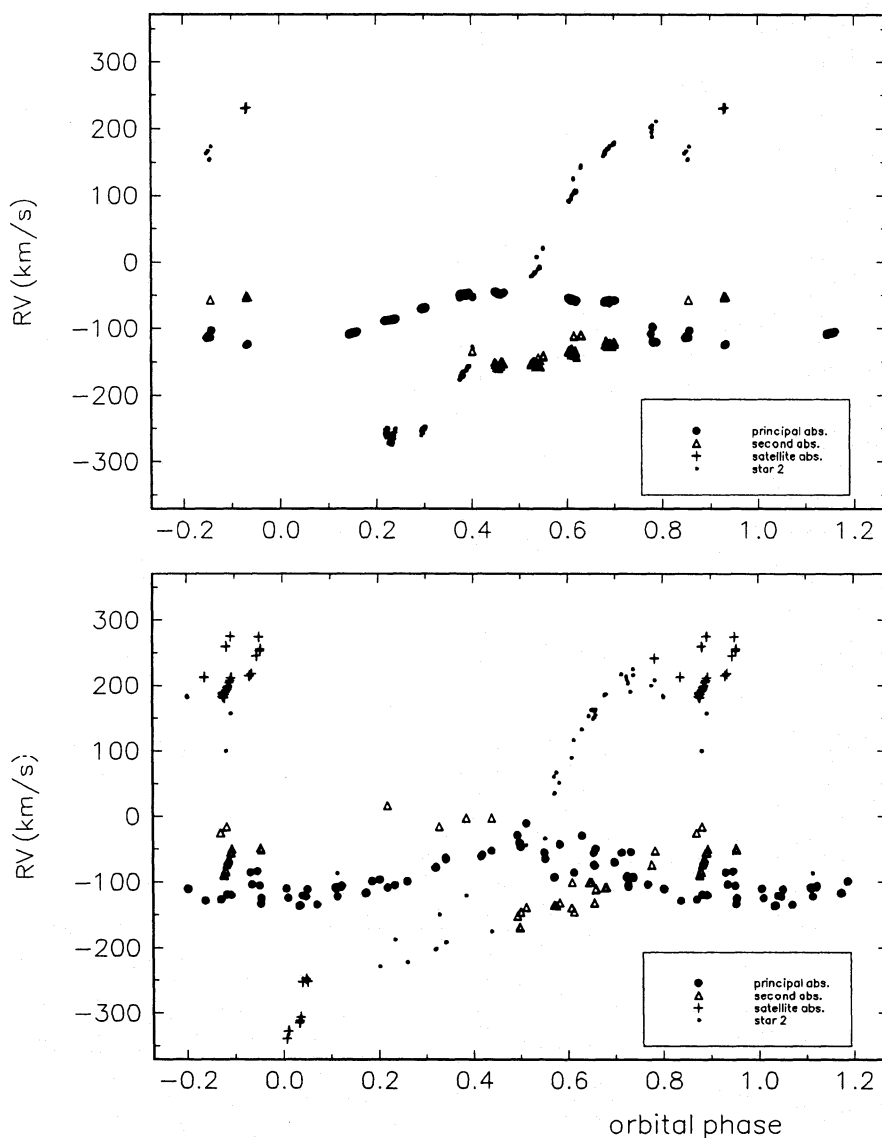 300
200
100
0
−100
−200
−300
RV (km/s)
−0.2 0.0 0.2 0.4 0.6 0.8 1.0 1.2
principal abs.
second abs.
satellite abs.
star 2
300
200
100
0
−100
−200
−300
RV (km/s)
−0.2 0.0 0.2 0.4 0.6 0.8 1.0 1.2
principal abs.
second abs.
satellite abs.
star 2
orbital phase